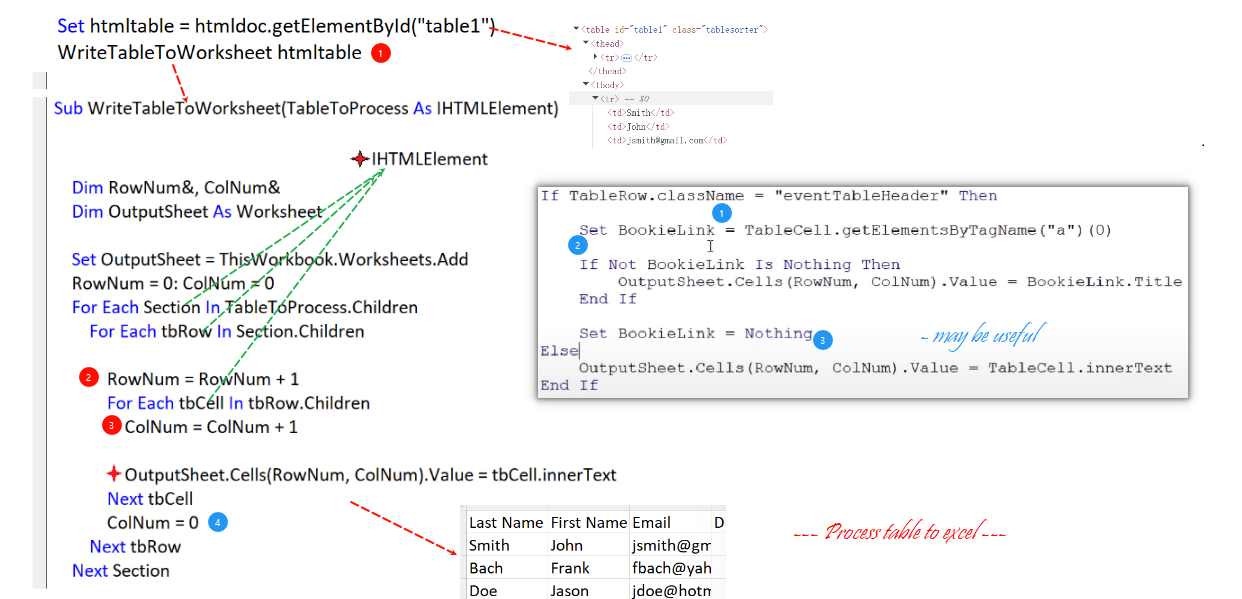 Set htmltable = htmldoc.getElementById("table1")
WriteTableToWorksheet htmltable 1
<table id="table1" class="tablesorter">
<thead>
<tr> ⋯ </tr>
</thead>
<tbody>
<tr> == $0
<td>Smith</td>
<td>John</td>
<td>jsmith@gmail.com</td>
Sub WriteTableToWorksheet(TableToProcess As IHTMLElement)
IHTMLElement
Dim RowNum&, ColNum&
Dim OutputSheet As Worksheet
Set OutputSheet = ThisWorkbook.Worksheets.Add
RowNum = 0: ColNum = 0
For Each Section In TableToProcess.Children
For Each tbRow In Section.Children
2 RowNum = RowNum + 1
For Each tbCell In tbRow.Children
3 ColNum = ColNum + 1
OutputSheet.Cells(RowNum, ColNum).Value = tbCell.innerText
Next tbCell
ColNum = 0 4
Next tbRow
Next Section
If TableRow.className = "eventTableHeader" Then
1
Set BookieLink = TableCell.getElementsByTagName("a")(0)
2
If Not BookieLink Is Nothing Then
OutputSheet.Cells(RowNum, ColNum).Value = BookieLink.Title
End If
Set BookieLink = Nothing 3
- may be useful
Else
OutputSheet.Cells(RowNum, ColNum).Value = TableCell.innerText
End If
Last Name First Name Email D
Smith John jsmith@gm
Bach Frank fbach@yah
Doe Jason jdoe@hotm
--- Process table to excel ---